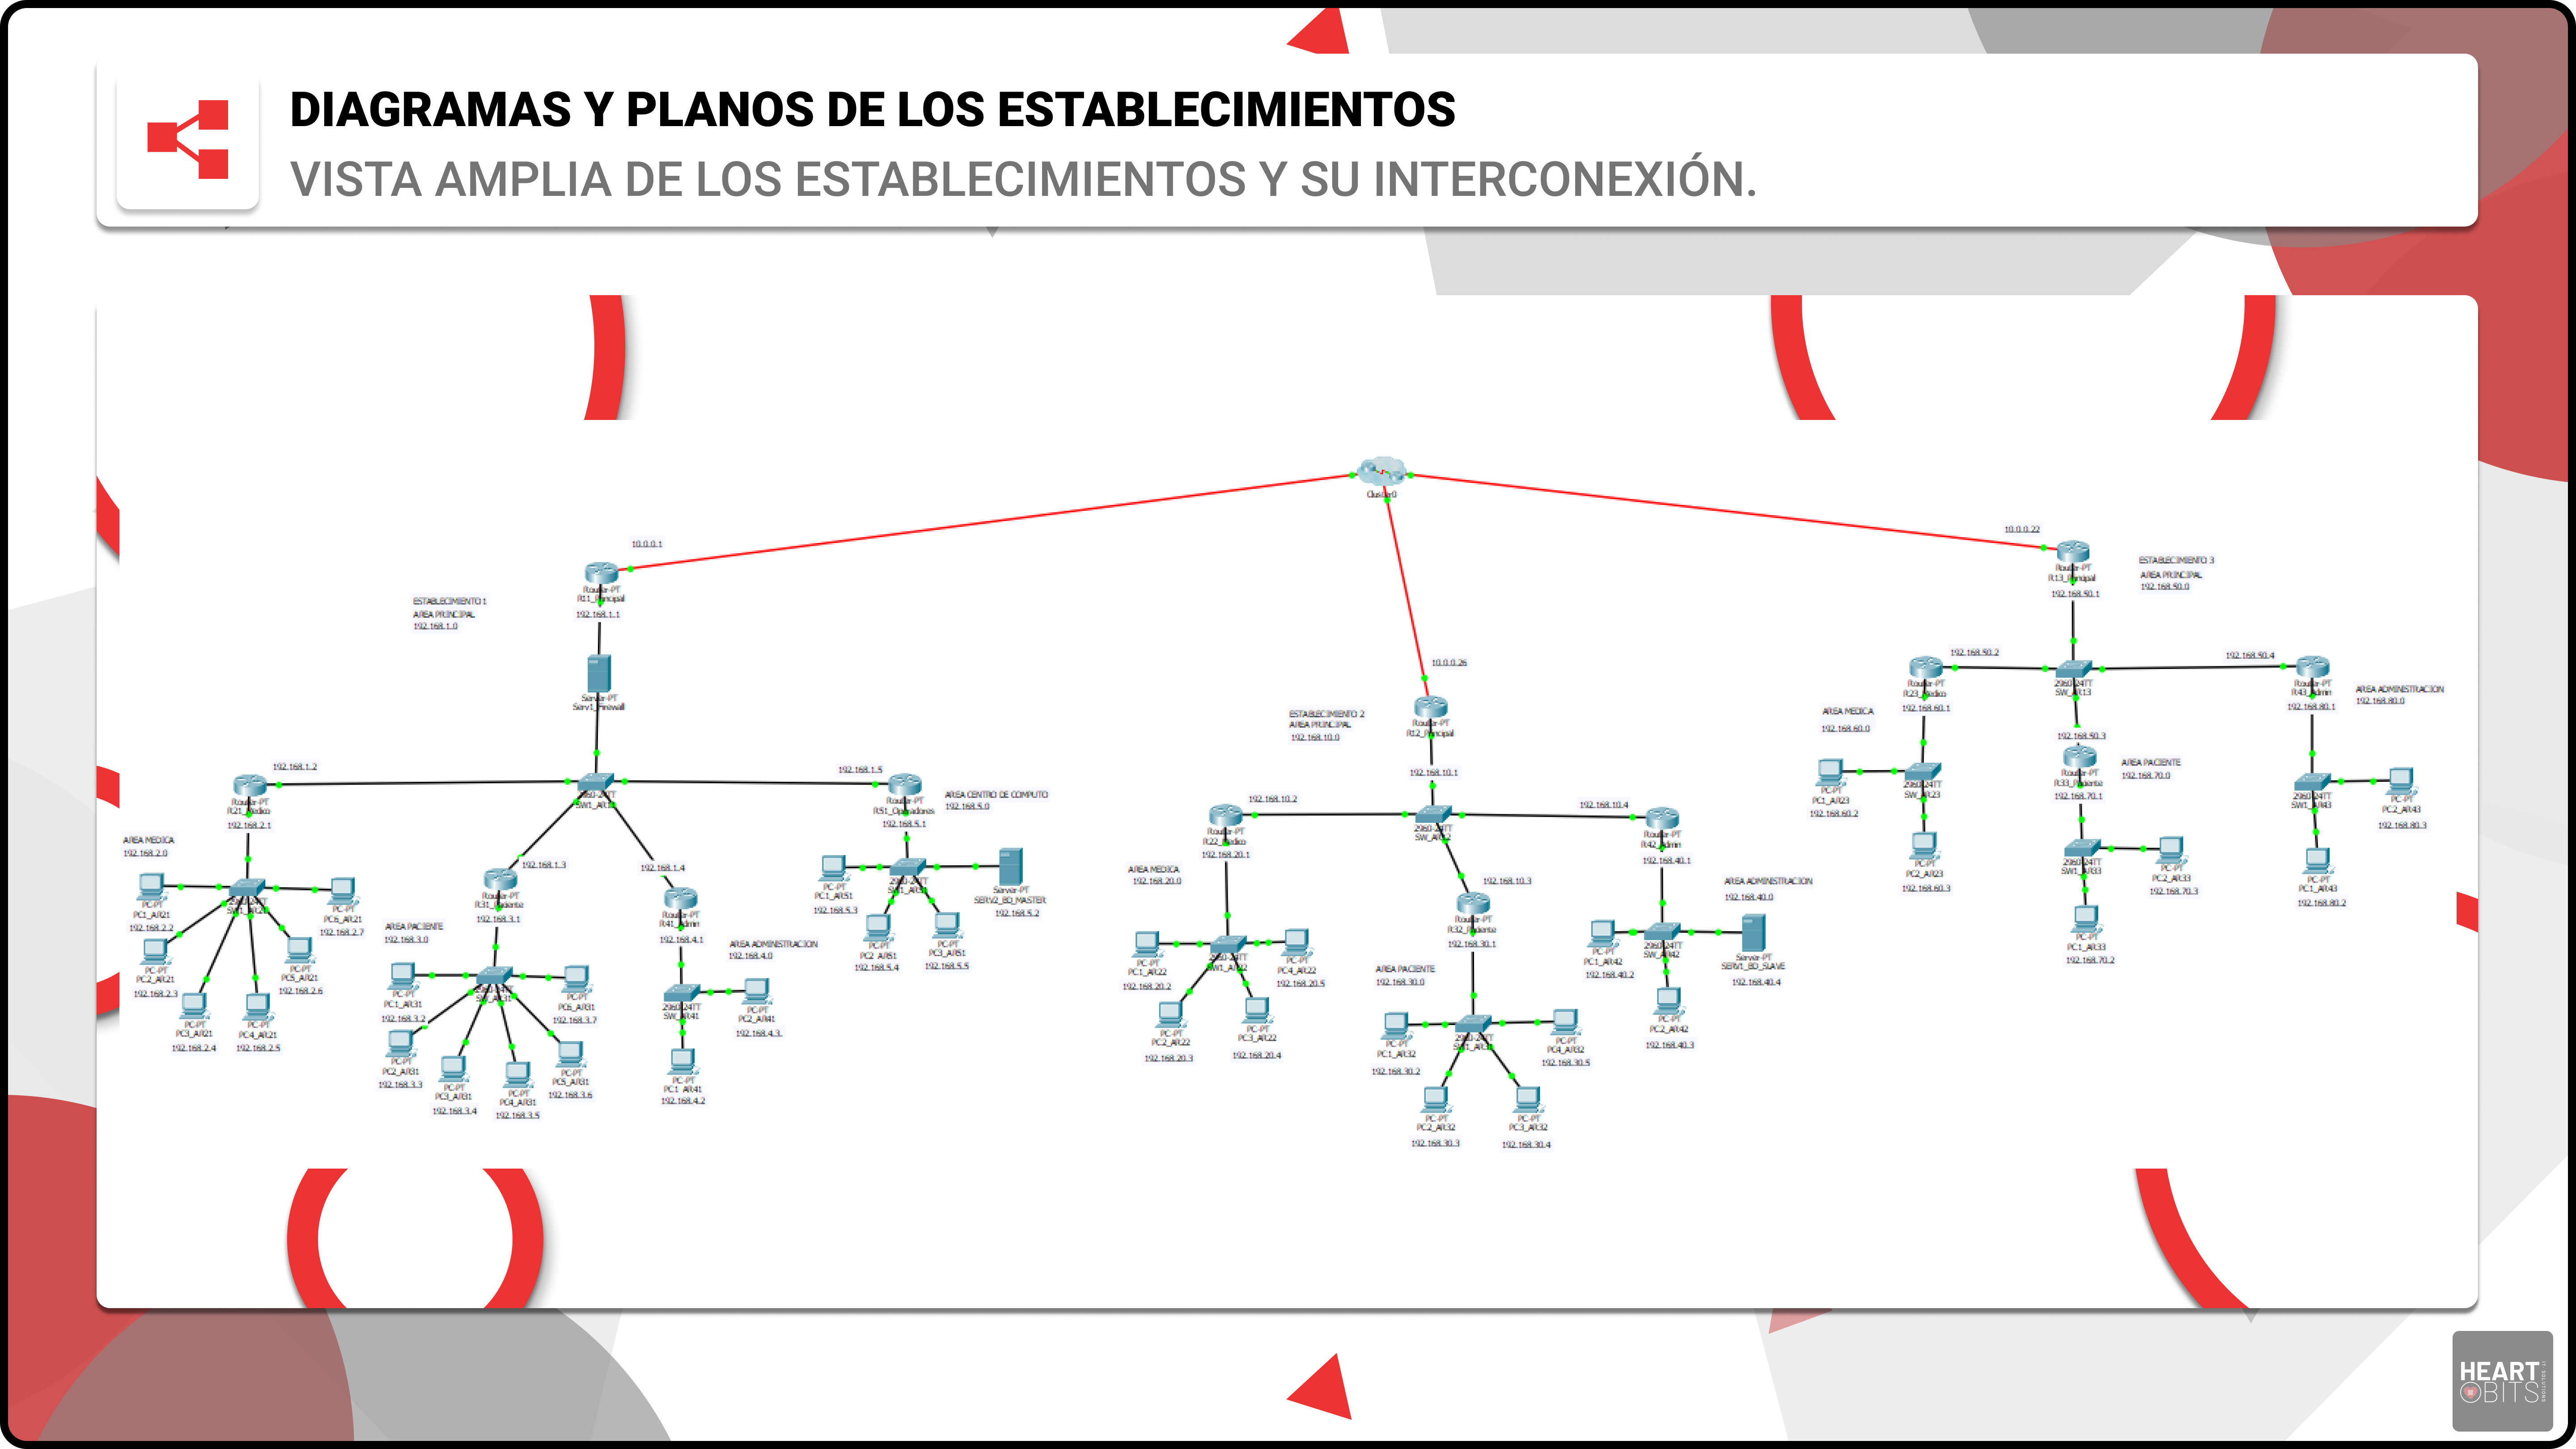 DIAGRAMAS Y PLANOS DE LOS ESTABLECIMIENTOS
VISTA AMPLIA DE LOS ESTABLECIMIENTOS Y SU INTERCONEXIÓN.
Cluster0
10.0.0.1
Router-PT
R11_Principal
192.168.1.1
ESTABLECIMIENTO 1
AREA PRINCIPAL
192.168.1.0
Server-PT
Serv1_Firewall
2960-24TT
192.168.1.2
Router-PT
R21_Medico
192.168.2.1
AREA MEDICA
192.168.2.0
PC-PT
PC1_AR21
192.168.2.2
PC-PT
PC2_AR21
192.168.2.3
PC-PT
PC3_AR21
192.168.2.4
PC-PT
PC4_AR21
192.168.2.5
PC-PT
PC5_AR21
192.168.2.6
PC-PT
PC6_AR21
192.168.2.7
192.168.1.3
Router-PT
R31_Paciente
192.168.3.1
AREA PACIENTE
192.168.3.0
PC-PT
PC1_AR31
192.168.3.2
PC-PT
PC2_AR31
192.168.3.3
PC-PT
PC3_AR31
192.168.3.4
PC-PT
PC4_AR31
192.168.3.5
PC-PT
PC5_AR31
192.168.3.6
PC-PT
PC6_AR31
192.168.3.7
192.168.1.4
Router-PT
R41_Admin
192.168.4.1
AREA ADMINISTRACION
192.168.4.0
2960-24TT
SW_AR41
PC-PT
PC2_AR41
192.168.4.3.
PC-PT
PC1_AR41
192.168.4.2
192.168.1.5
Router-PT
R51_Operadores
192.168.5.1
AREA CENTRO DE COMPUTO
192.168.5.0
2960-24TT
SW1_AR51
PC-PT
PC1_AR51
192.168.5.3
PC-PT
PC2_AR51
192.168.5.4
PC-PT
PC3_AR51
192.168.5.5
Server-PT
SERV2_BD_MASTER
192.168.5.2
10.0.0.26
Router-PT
R12_Principal
ESTABLECIMIENTO 2
AREA PRINCIPAL
192.168.10.0
192.168.10.1
2960-24TT
SW_AR12
192.168.10.2
Router-PT
R22_Medico
192.168.20.1
AREA MEDICA
192.168.20.0
2960-24TT
SW1_AR22
PC-PT
PC1_AR22
192.168.20.2
PC-PT
PC2_AR22
192.168.20.3
PC-PT
PC3_AR22
192.168.20.4
PC-PT
PC4_AR22
192.168.20.5
192.168.10.3
Router-PT
R32_Paciente
192.168.30.1
AREA PACIENTE
192.168.30.0
2960-24TT
PC-PT
PC1_AR32
192.168.30.2
PC-PT
PC2_AR32
192.168.30.3
PC-PT
PC3_AR32
192.168.30.4
PC-PT
PC4_AR32
192.168.30.5
192.168.10.4
Router-PT
R42_Admin
192.168.40.1
AREA ADMINISTRACION
192.168.40.0
2960-24TT
SW_AR42
PC-PT
PC1_AR42
192.168.40.2
PC-PT
PC2_AR42
192.168.40.3
Server-PT
SERV1_BD_SLAVE
192.168.40.4
10.0.0.22
Router-PT
R13_Principal
192.168.50.1
ESTABLECIMIENTO 3
AREA PRINCIPAL
192.168.50.0
2960-24TT
SW_AR13
192.168.50.2
Router-PT
R23_Medico
192.168.60.1
AREA MEDICA
192.168.60.0
2960-24TT
SW_AR23
PC-PT
PC1_AR23
192.168.60.2
PC-PT
PC2_AR23
192.168.60.3
192.168.50.3
Router-PT
R33_Paciente
192.168.70.1
AREA PACIENTE
192.168.70.0
2960-24TT
SW1_AR33
PC-PT
PC2_AR33
192.168.70.3
PC-PT
PC1_AR33
192.168.70.2
192.168.50.4
Router-PT
R43_Admin
192.168.80.1
AREA ADMINISTRACION
192.168.80.0
2960-24TT
SW1_AR43
PC-PT
PC2_AR43
192.168.80.3
PC-PT
PC1_AR43
192.168.80.2
HEART
BITS